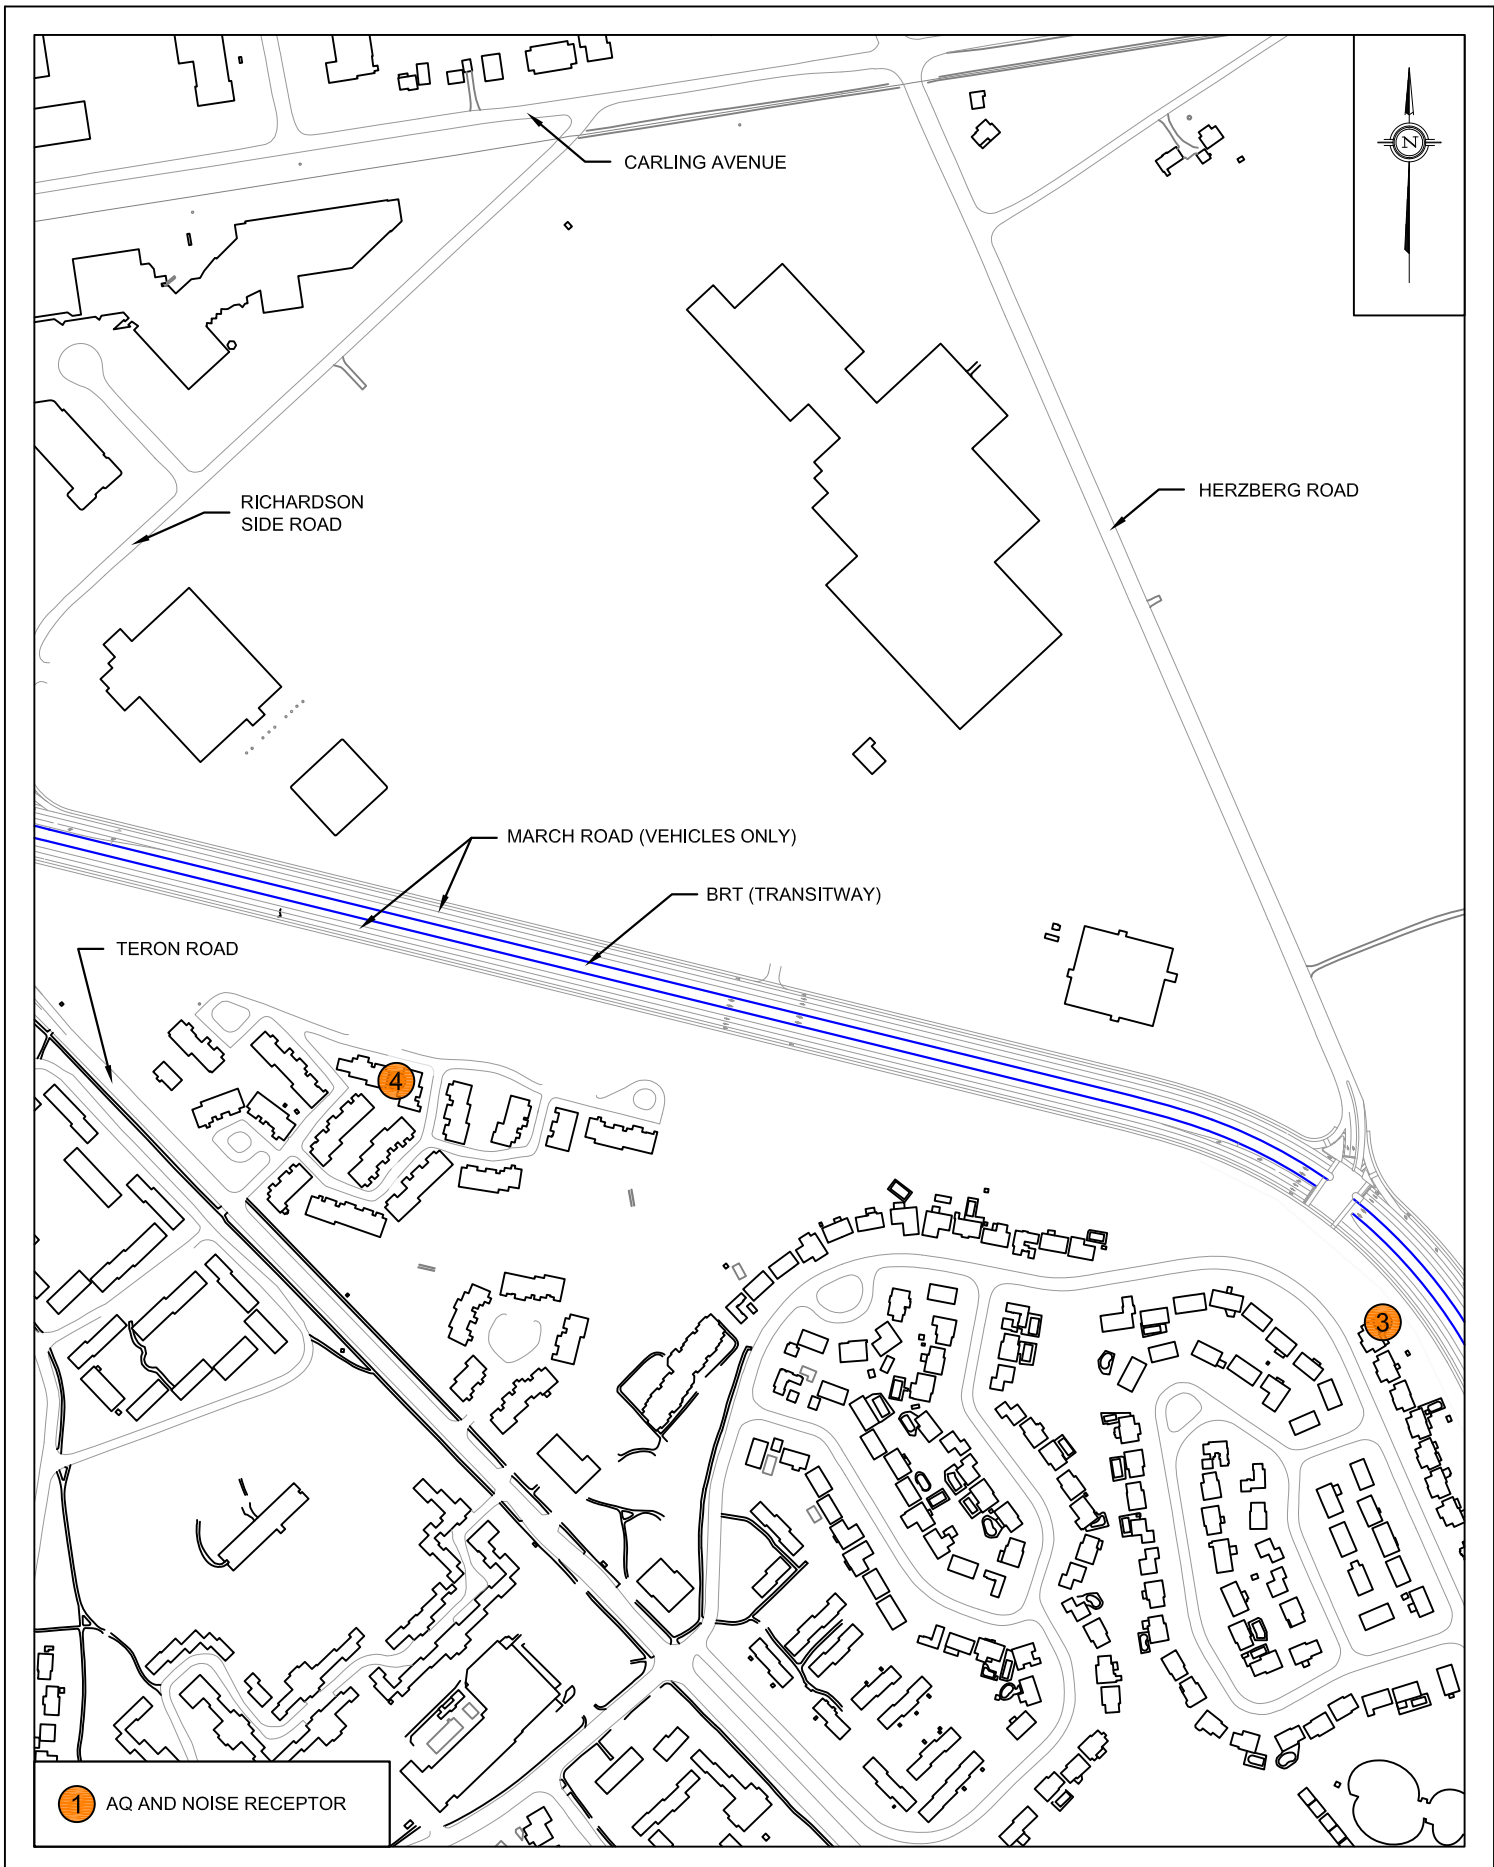 CARLING AVENUE
N
RICHARDSON
SIDE ROAD
HERZBERG ROAD
MARCH ROAD (VEHICLES ONLY)
BRT (TRANSITWAY)
TERON ROAD
4
3
1 AQ AND NOISE RECEPTOR